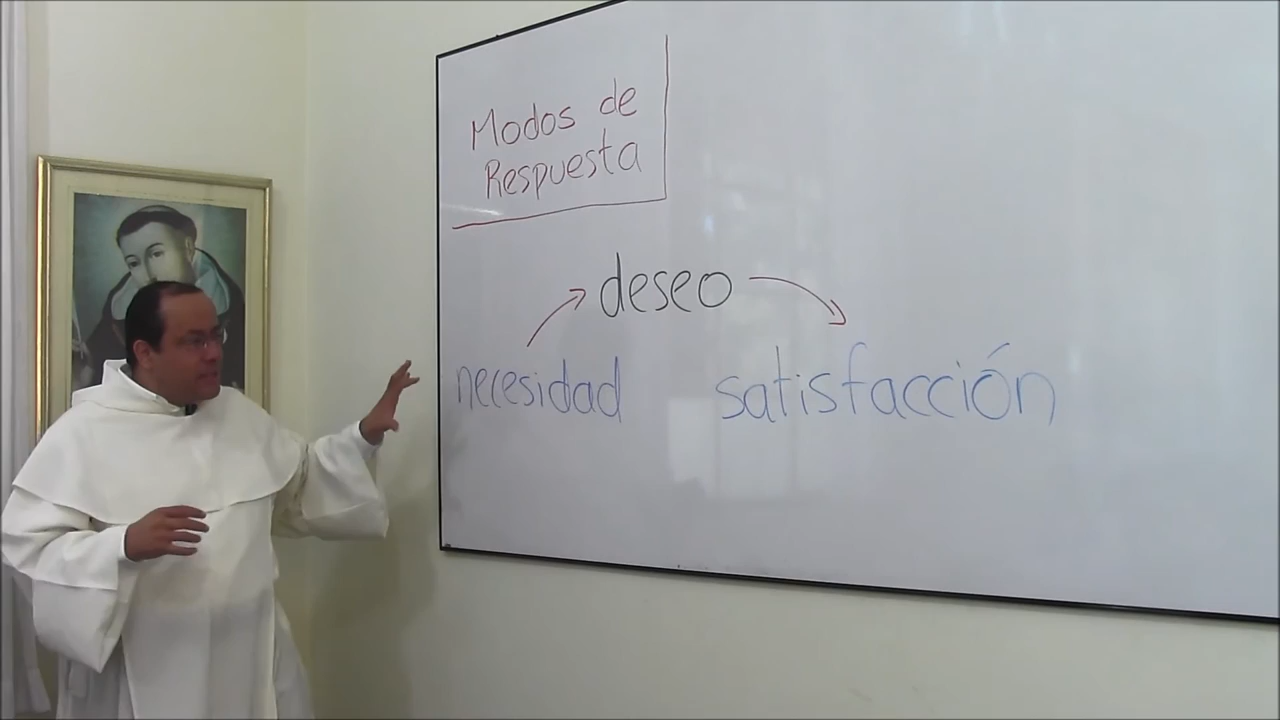 Modos de
Respuesta
deseo
necesidad
satisfacción